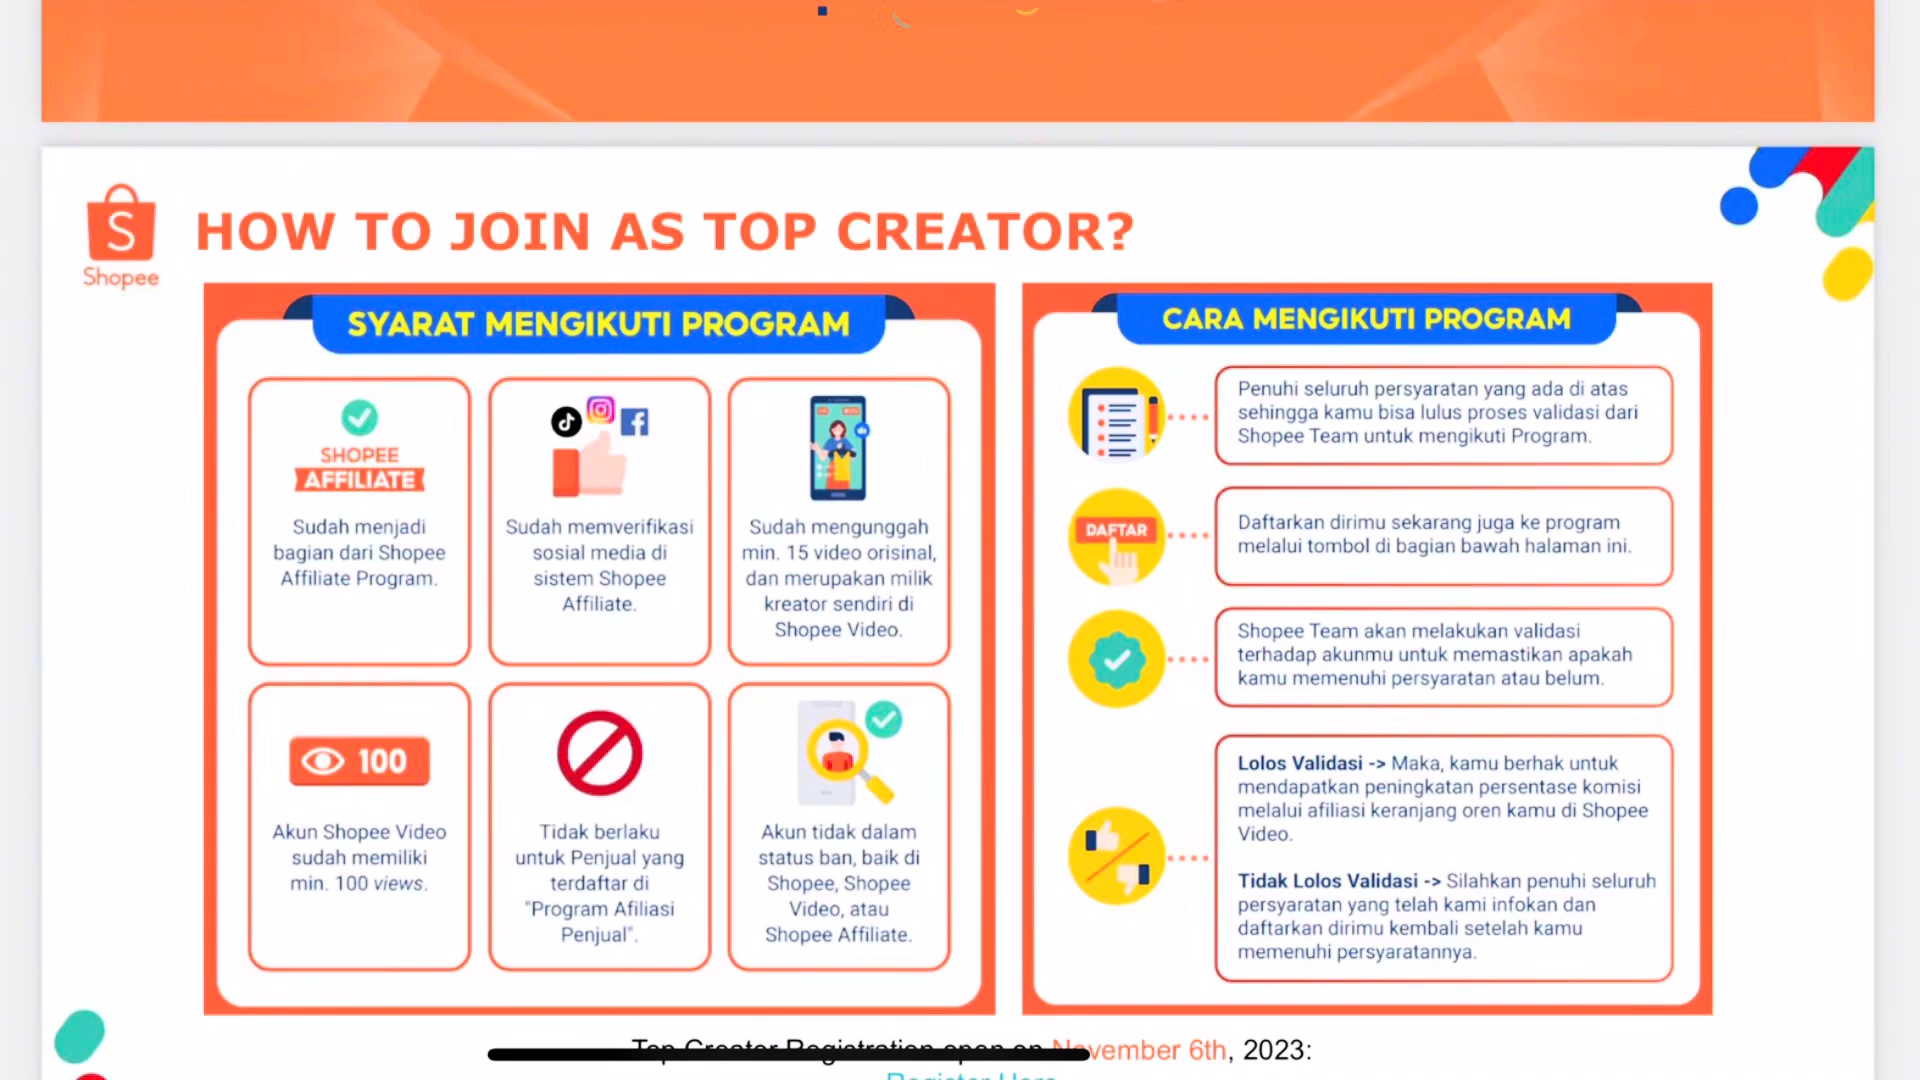 HOW TO JOIN AS TOP CREATOR?
S
Shopee
SYARAT MENGIKUTI PROGRAM
SHOPEE
AFFILIATE
Sudah menjadi
bagian dari Shopee
Affiliate Program.
Sudah memverifikasi
sosial media di
sistem Shopee
Affiliate.
Sudah mengunggah
min. 15 video orisinal,
dan merupakan milik
kreator sendiri di
Shopee Video.
100
Akun Shopee Video
sudah memiliki
min. 100 views.
Tidak berlaku
untuk Penjual yang
terdaftar di
"Program Afiliasi
Penjual".
Akun tidak dalam
status ban, baik di
Shopee, Shopee
Video, atau
Shopee Affiliate.
CARA MENGIKUTI PROGRAM
Penuhi seluruh persyaratan yang ada di atas
sehingga kamu bisa lulus proses validasi dari
Shopee Team untuk mengikuti Program.
DAFTAR
Daftarkan dirimu sekarang juga ke program
melalui tombol di bagian bawah halaman ini.
Shopee Team akan melakukan validasi
terhadap akunmu untuk memastikan apakah
kamu memenuhi persyaratan atau belum.
Lolos Validasi -> Maka, kamu berhak untuk
mendapatkan peningkatan persentase komisi
melalui afiliasi keranjang oren kamu di Shopee
Video.
Tidak Lolos Validasi -> Silahkan penuhi seluruh
persyaratan yang telah kami infokan dan
daftarkan dirimu kembali setelah kamu
memenuhi persyaratannya.
Top Creator Registration open on November 6th, 2023:
Register Here